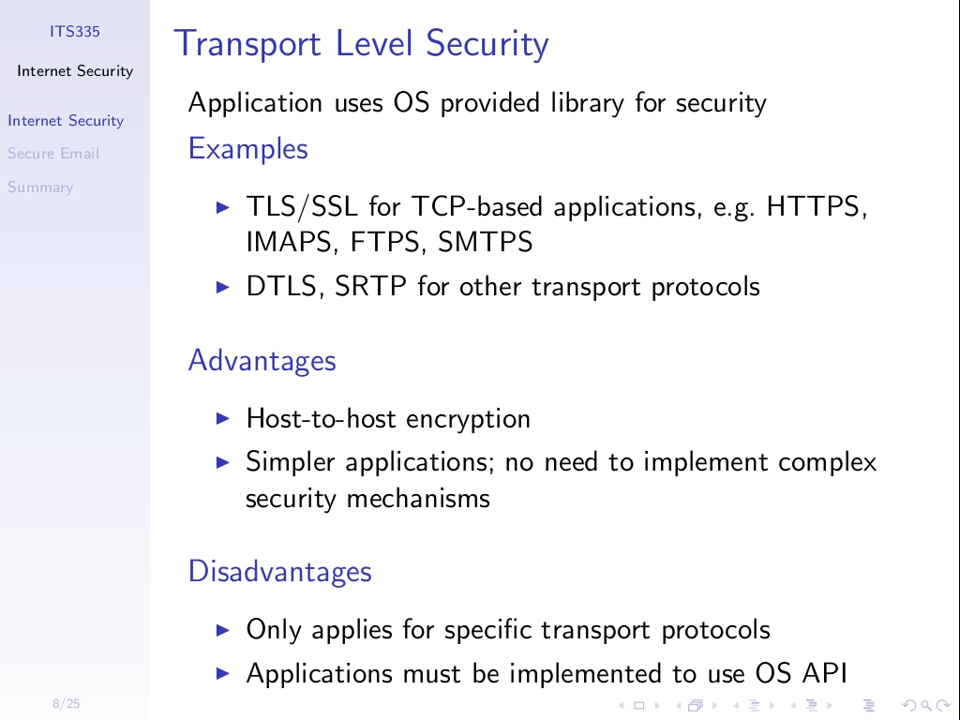 ITS335
Internet Security
Internet Security
Secure Email
Summary
Transport Level Security
Application uses OS provided library for security
Examples
TLS/SSL for TCP-based applications, e.g. HTTPS,
IMAPS, FTPS, SMTPS
DTLS, SRTP for other transport protocols
Advantages
Host-to-host encryption
Simpler applications; no need to implement complex
security mechanisms
Disadvantages
Only applies for specific transport protocols
Applications must be implemented to use OS API
8/25